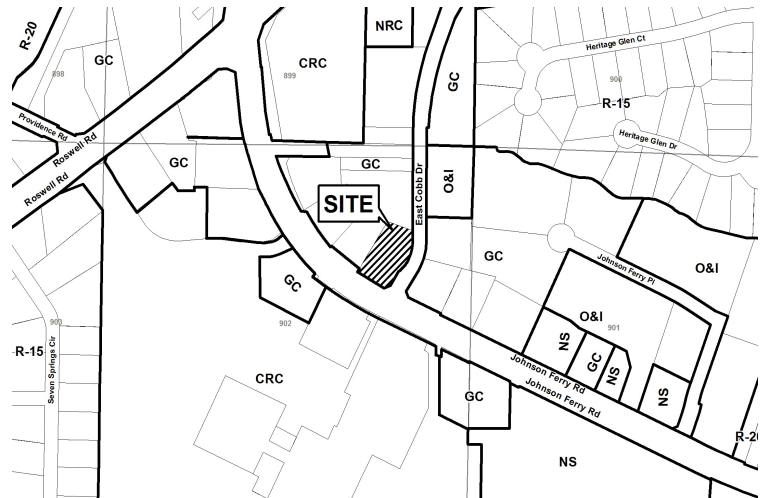 R-20
GC
898
Providence Rd
Roswell Rd
Roswell Rd
GC
CRC
899
NRC
GC
Heritage Glen Ct
900
R-15
Heritage Glen Dr
GC
East Cobb Dr
O&I
SITE
GC
GC
902
CRC
903
R-15
Seven Springs Cir
Johnson Ferry Pl
O&I
O&I
901
NS
GC
NS
NS
Johnson Ferry Rd
Johnson Ferry Rd
GC
NS
R-20